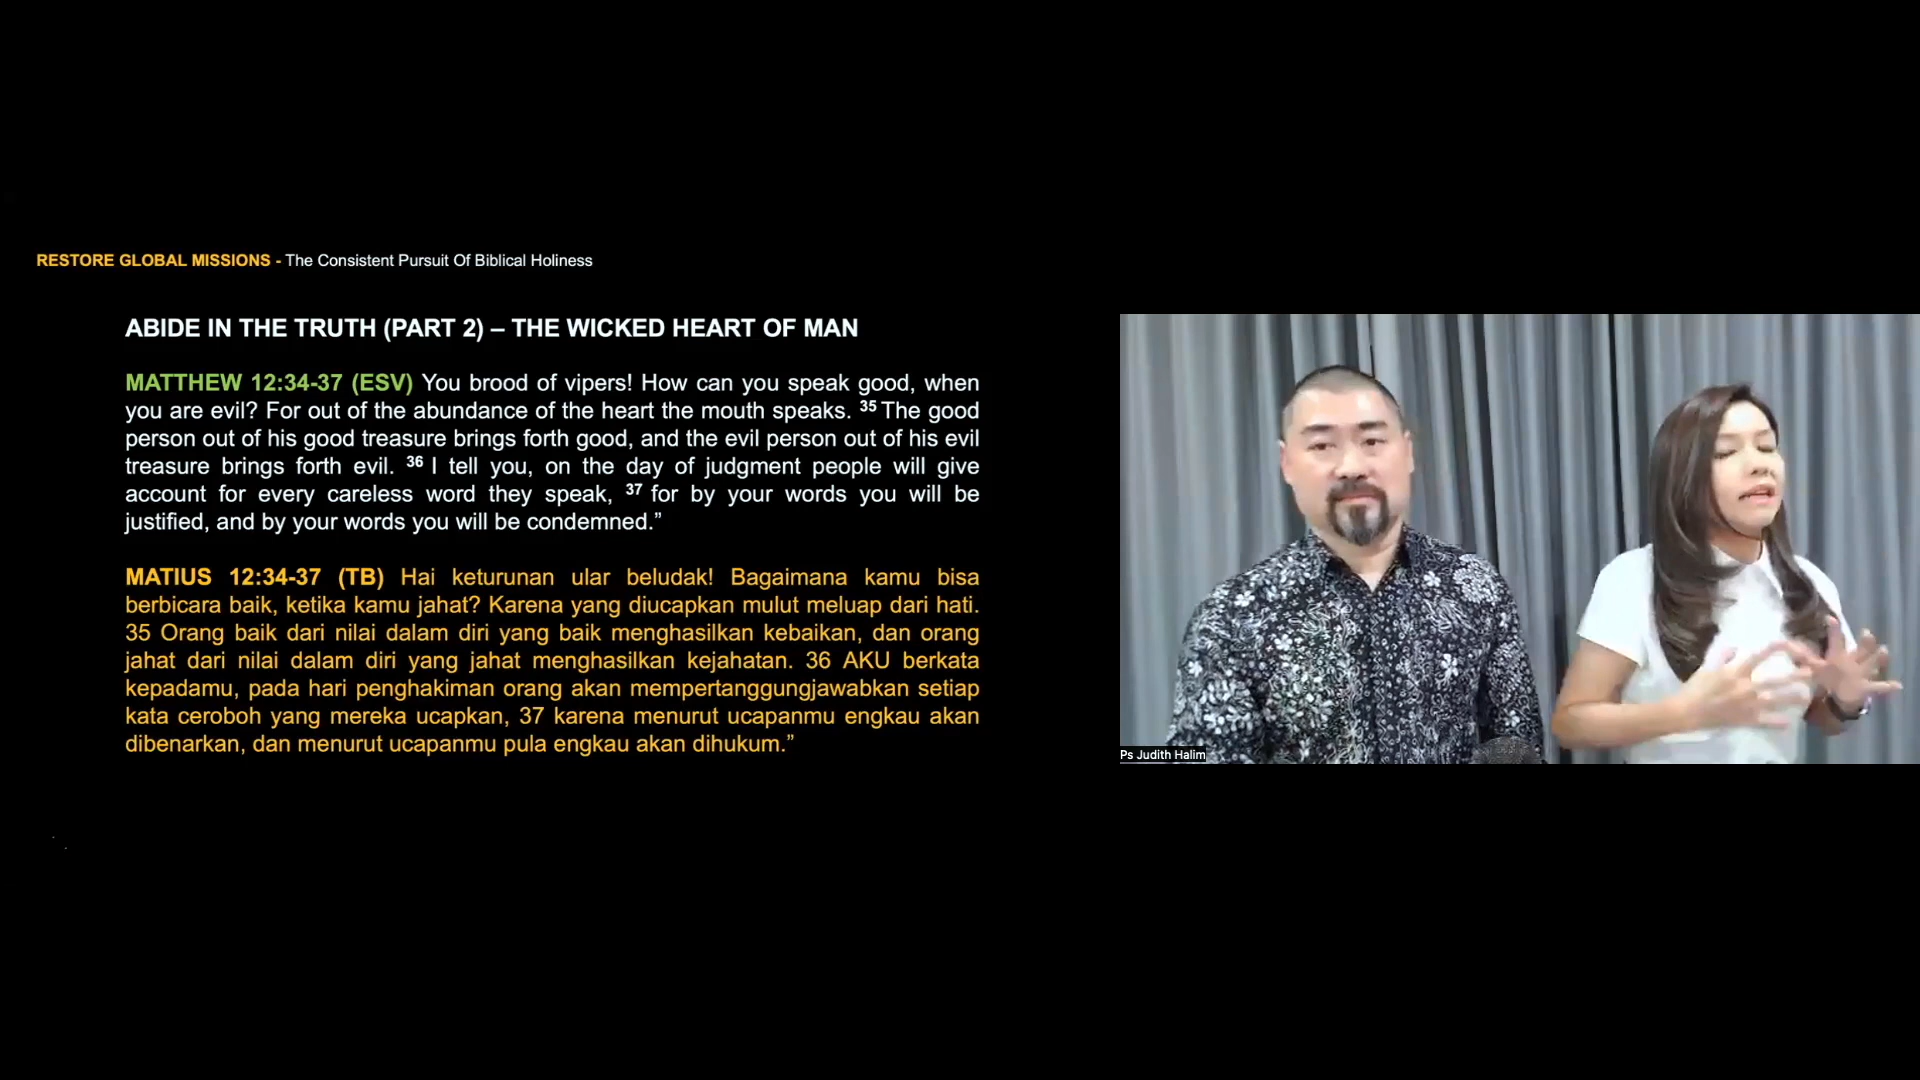 RESTORE GLOBAL MISSIONS - The Consistent Pursuit Of Biblical Holiness
ABIDE IN THE TRUTH (PART 2) – THE WICKED HEART OF MAN
MATTHEW 12:34-37 (ESV) You brood of vipers! How can you speak good, when
you are evil? For out of the abundance of the heart the mouth speaks. 35 The good
person out of his good treasure brings forth good, and the evil person out of his evil
treasure brings forth evil. 36 I tell you, on the day of judgment people will give
account for every careless word they speak, 37 for by your words you will be
justified, and by your words you will be condemned.”
MATIUS 12:34-37 (TB) Hai keturunan ular beludak! Bagaimana kamu bisa
berbicara baik, ketika kamu jahat? Karena yang diucapkan mulut meluap dari hati.
35 Orang baik dari nilai dalam diri yang baik menghasilkan kebaikan, dan orang
jahat dari nilai dalam diri yang jahat menghasilkan kejahatan. 36 AKU berkata
kepadamu, pada hari penghakiman orang akan mempertanggungjawabkan setiap
kata ceroboh yang mereka ucapkan, 37 karena menurut ucapanmu engkau akan
dibenarkan, dan menurut ucapanmu pula engkau akan dihukum.”
Ps Judith Halim